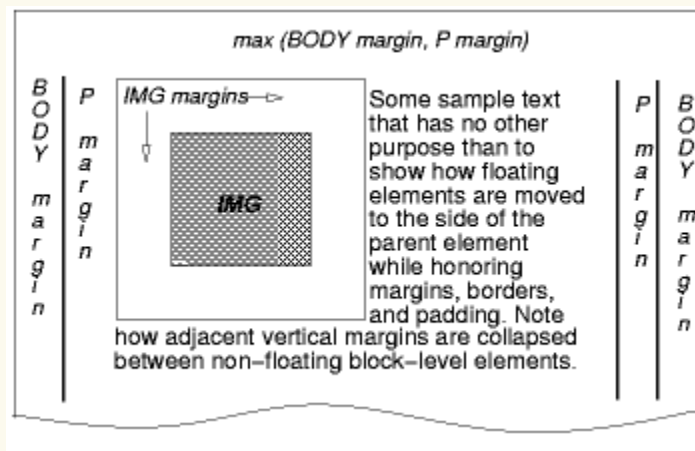 max (BODY margin, P margin)
BODY margin
P margin
IMG margins
IMG
Some sample text
that has no other
purpose than to
show how floating
elements are moved
to the side of the
parent element
while honoring
margins, borders,
and padding. Note
how adjacent vertical margins are collapsed
between non–floating block–level elements.
P margin
BODY margin